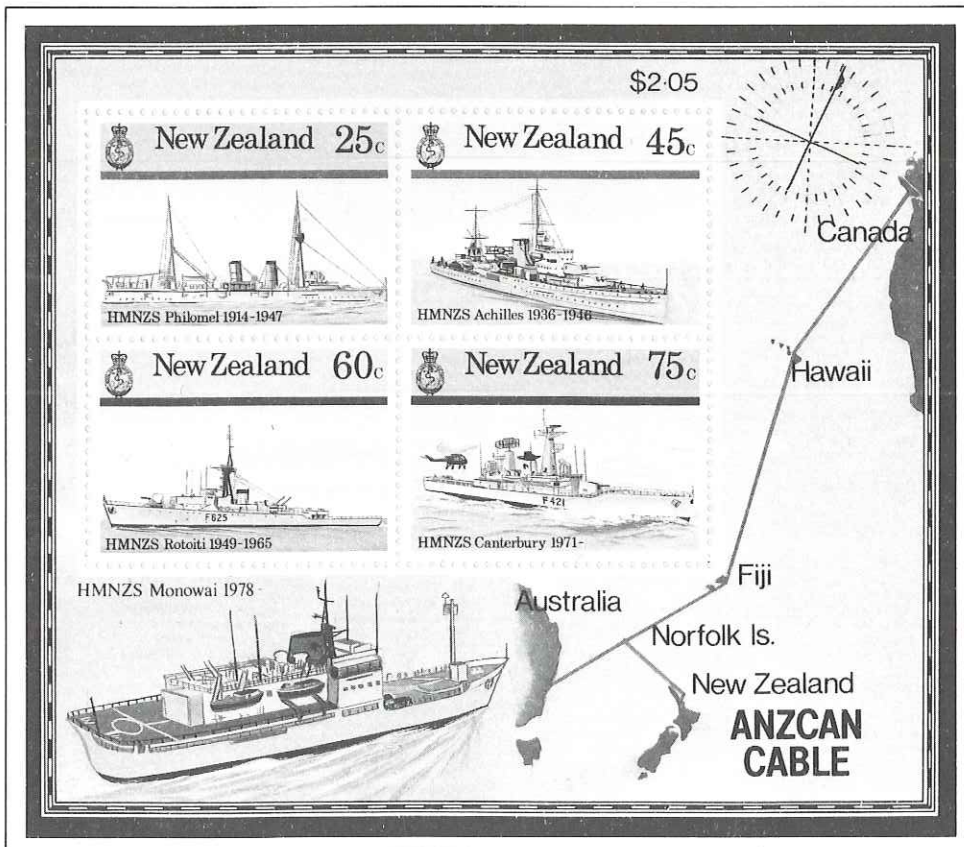 $2·05
New Zealand 25c
HMNZS Philomel 1914-1947
New Zealand 45c
HMNZS Achilles 1936-1946
New Zealand 60c
F625
HMNZS Rotoiti 1949-1965
New Zealand 75c
F421
HMNZS Canterbury 1971-
HMNZS Monowai 1978-
Canada
Hawaii
Fiji
Australia
Norfolk Is.
New Zealand
ANZCAN
CABLE